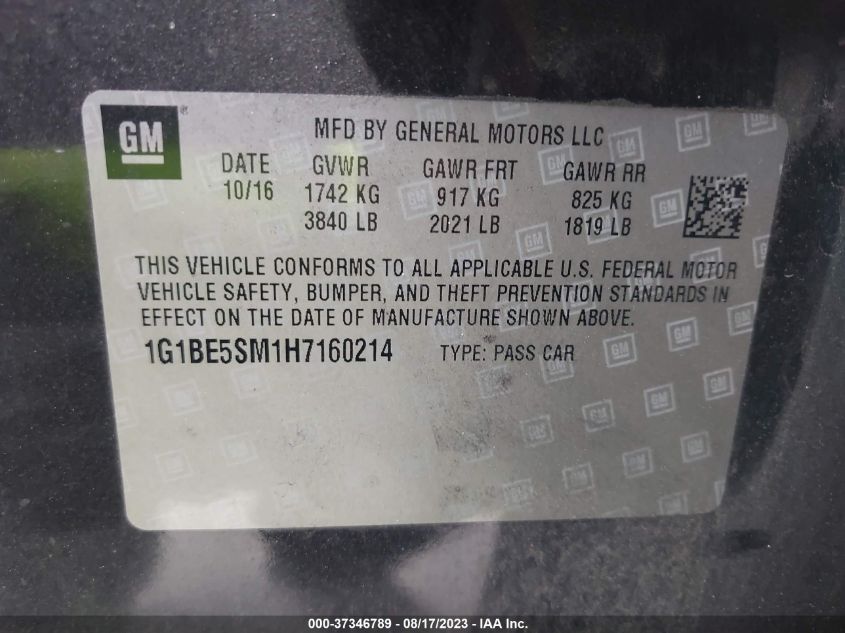 GM
MFD BY GENERAL MOTORS LLC
DATE GVWR GAWR FRT GAWR RR
10/16 1742 KG 917 KG 825 KG
3840 LB 2021 LB 1819 LB
THIS VEHICLE CONFORMS TO ALL APPLICABLE U.S. FEDERAL MOTOR
VEHICLE SAFETY, BUMPER, AND THEFT PREVENTION STANDARDS IN
EFFECT ON THE DATE OF MANUFACTURE SHOWN ABOVE.
1G1BE5SM1H7160214 TYPE: PASS CAR
000-37346789 - 08/17/2023 - IAA Inc.